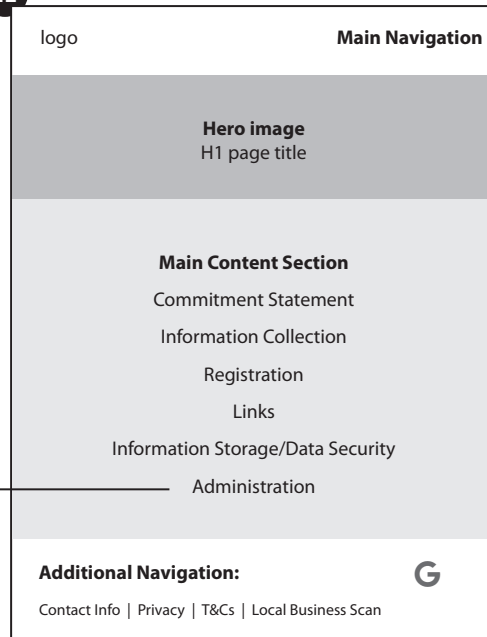 logo
Main Navigation
Hero image
H1 page title
Main Content Section
Commitment Statement
Information Collection
Registration
Links
Information Storage/Data Security
Administration
Additional Navigation:
G
Contact Info | Privacy | T&Cs | Local Business Scan